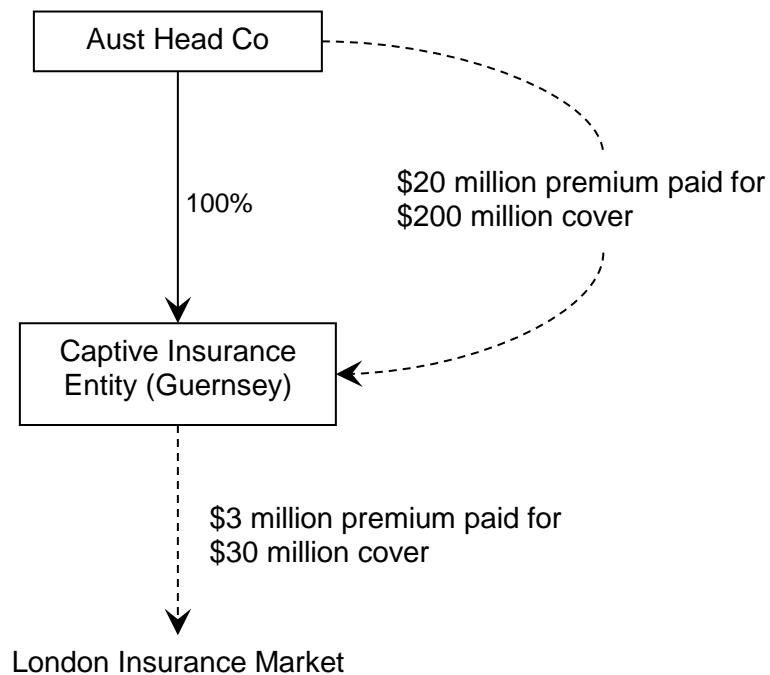 Aust Head Co
$20 million premium paid for
$200 million cover
100%
Captive Insurance
Entity (Guernsey)
$3 million premium paid for
$30 million cover
London Insurance Market